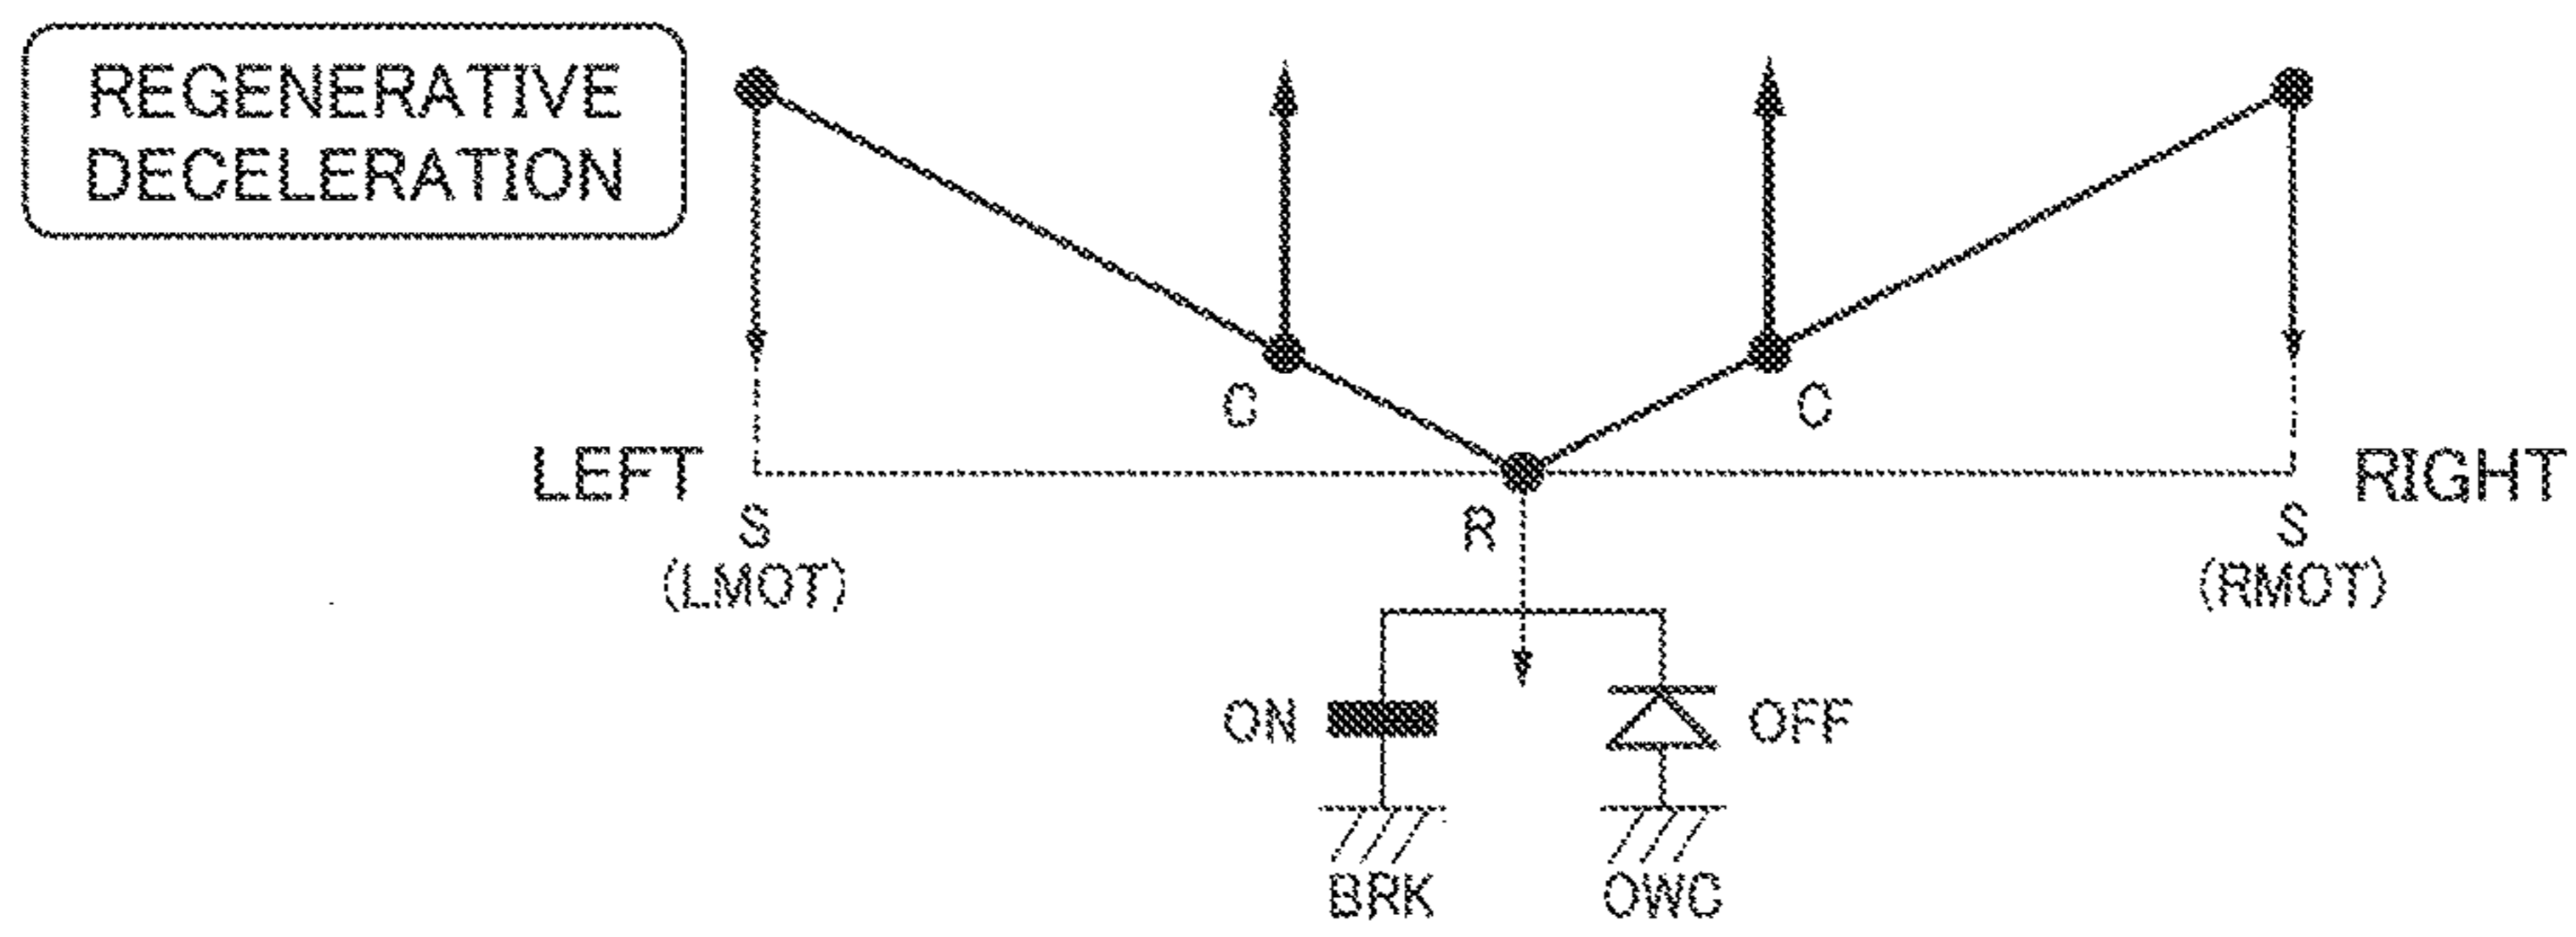 REGENERATIVE
DECELERATION
C
C
LEFT
RIGHT
S
(LMOT)
R
S
(RMOT)
ON
OFF
BRK
OWC